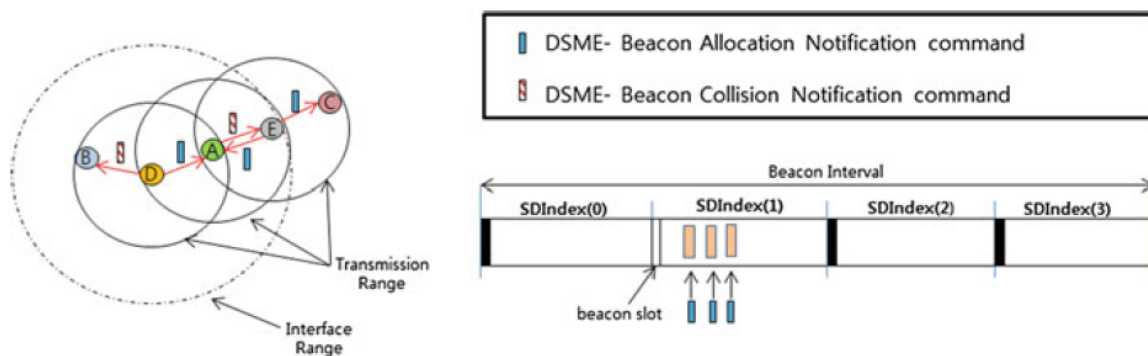 DSME- Beacon Allocation Notification command
DSME- Beacon Collision Notification command
C
E
A
B
D
Transmission
Range
Interface
Range
Beacon Interval
SDIndex(0) SDIndex(1) SDIndex(2) SDIndex(3)
beacon slot